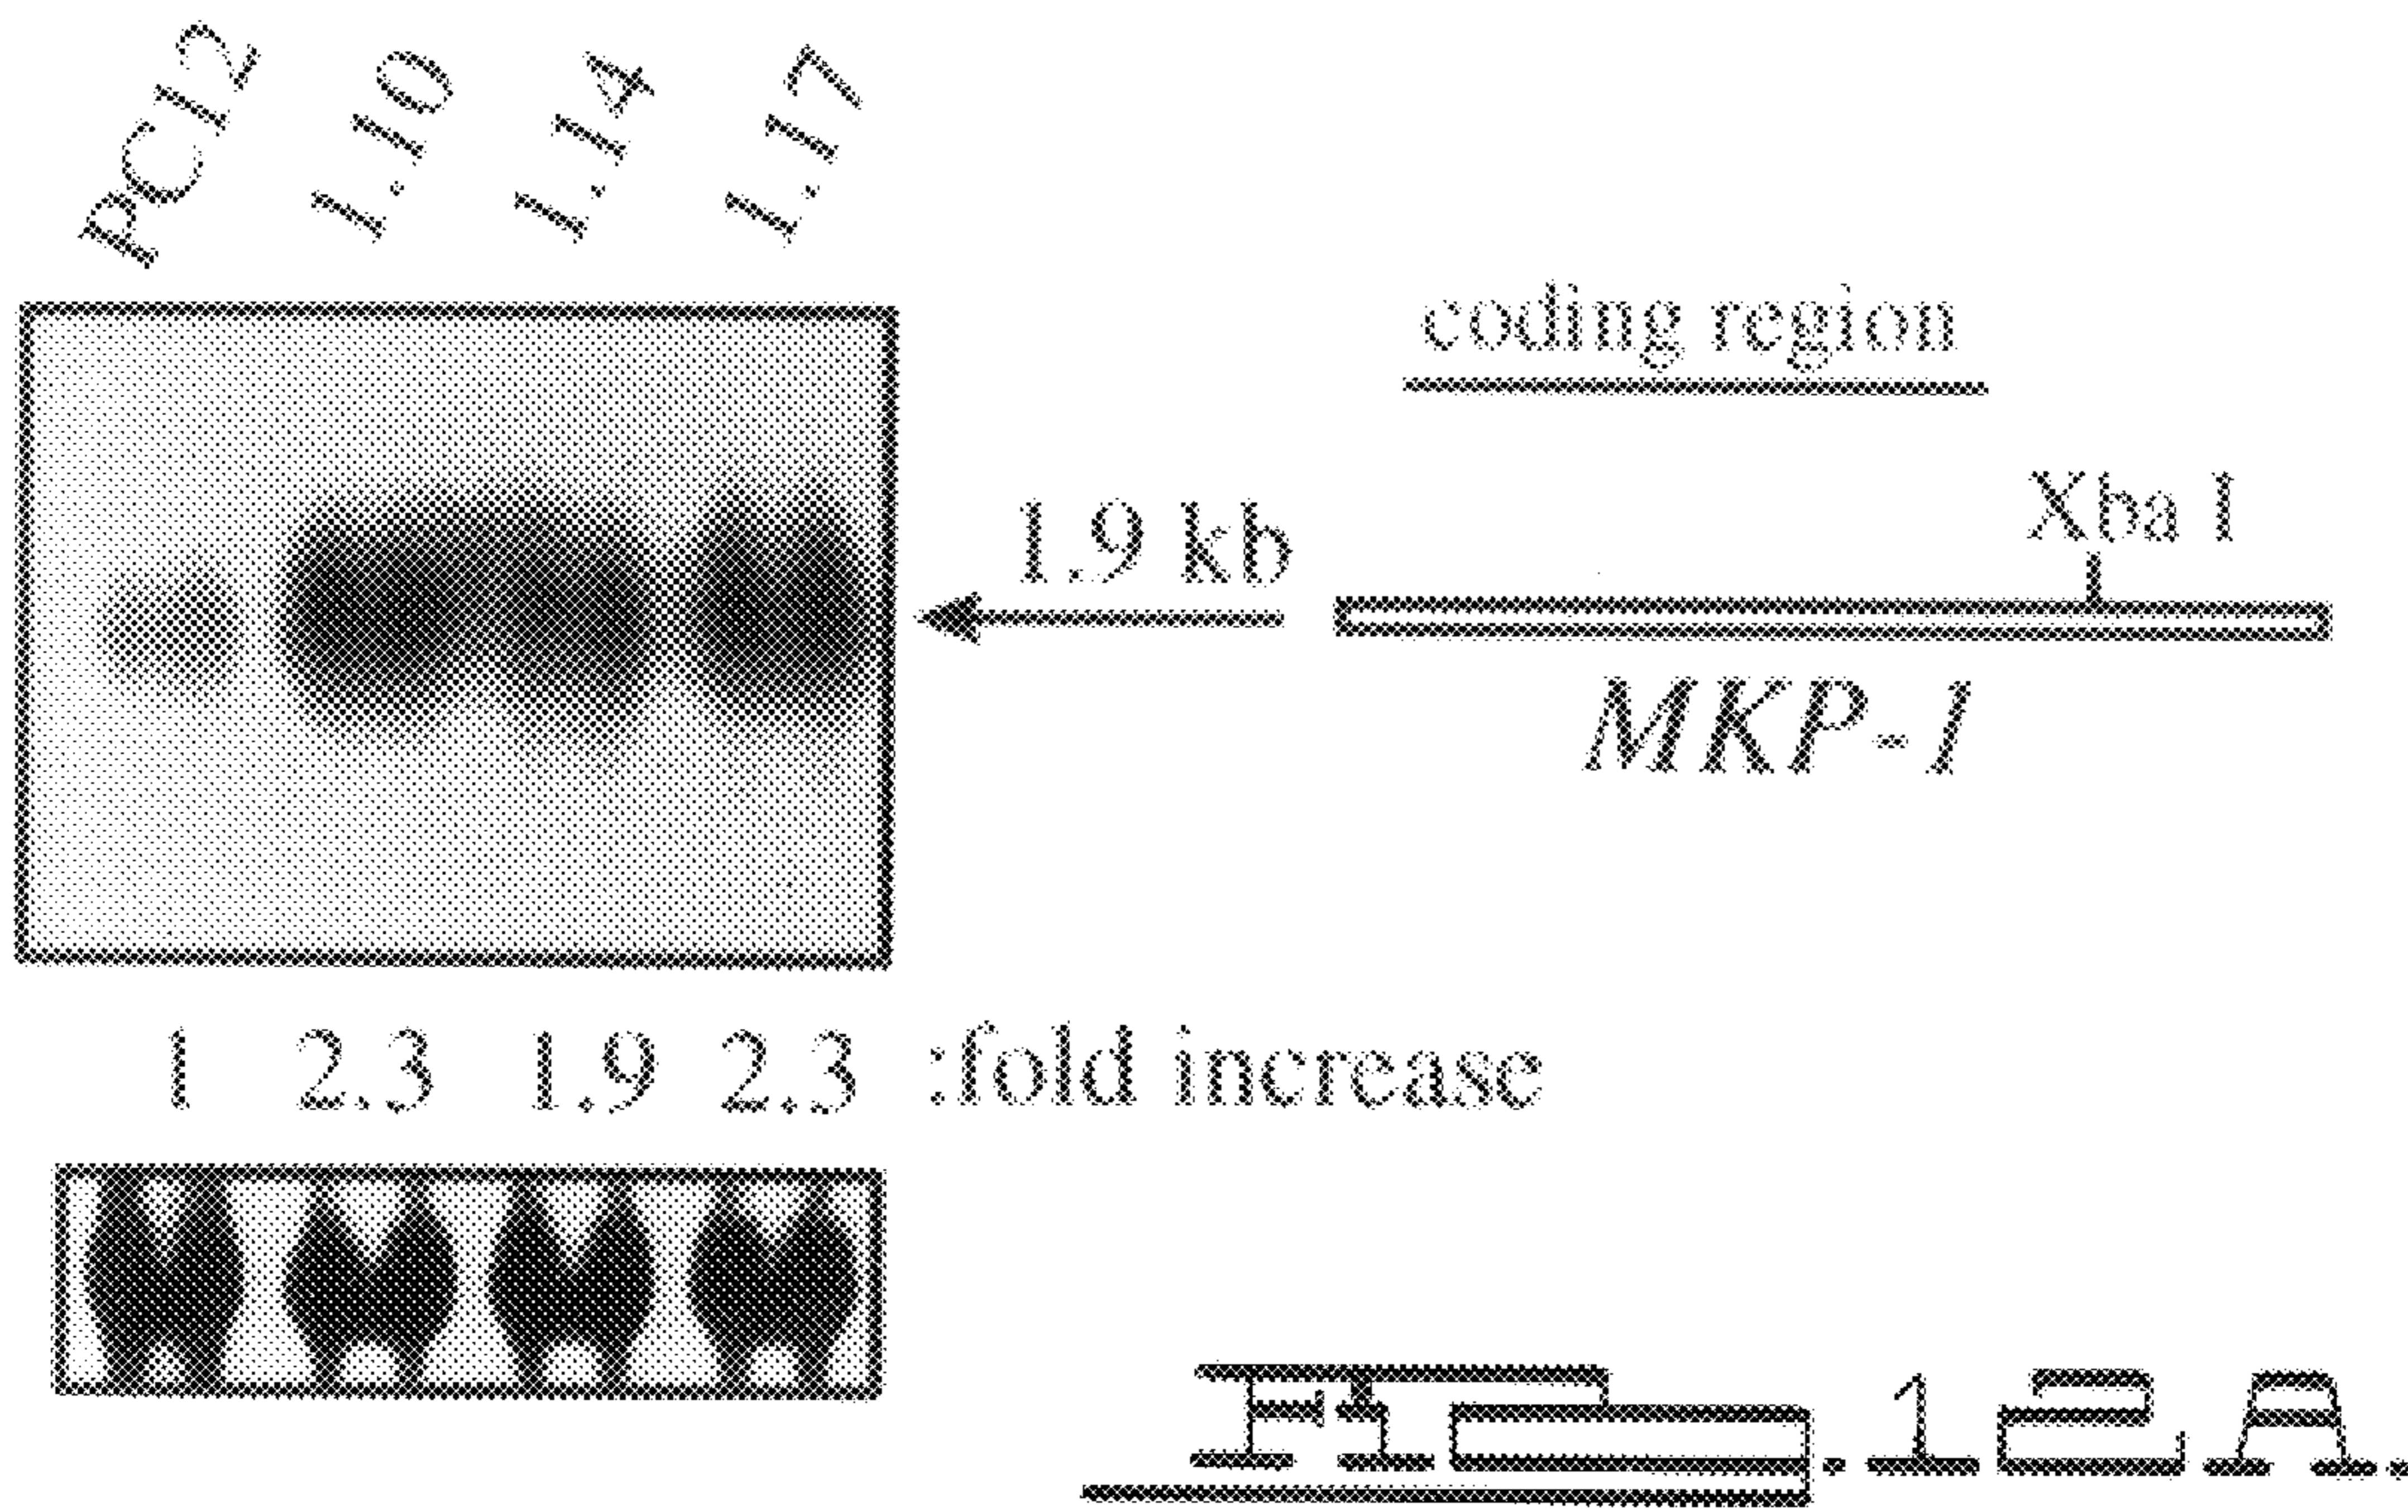 PC12 1.10 1.14 1.17
coding region
Xba I
1.9 kb
MKP-1
1 2.3 1.9 2.3 :fold increase
FIG.12A.